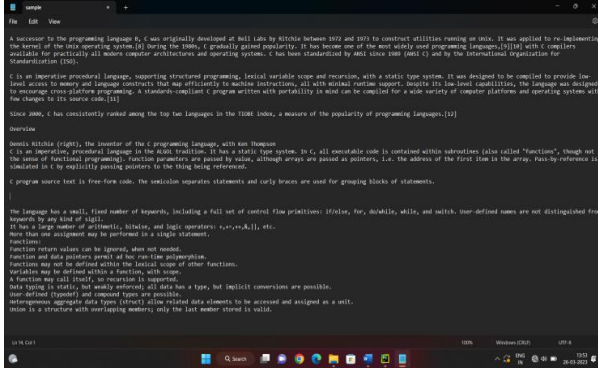 sample
File Edit View
A successor to the programming language B, C was originally developed at Bell Labs by Ritchie between 1972 and 1973 to construct utilities running on Unix. It was applied to re-implementing
the kernel of the Unix operating system.[8] During the 1980s, C gradually gained popularity. It has become one of the most widely used programming languages,[9][10] with C compilers
available for practically all modern computer architectures and operating systems. C has been standardized by ANSI since 1989 (ANSI C) and by the International Organization for
Standardization (ISO).
C is an imperative procedural language, supporting structured programming, lexical variable scope and recursion, with a static type system. It was designed to be compiled to provide low-
level access to memory and language constructs that map efficiently to machine instructions, all with minimal runtime support. Despite its low-level capabilities, the language was designed
to encourage cross-platform programming. A standards-compliant C program written with portability in mind can be compiled for a wide variety of computer platforms and operating systems with
few changes to its source code.[11]
Since 2000, C has consistently ranked among the top two languages in the TIOBE index, a measure of the popularity of programming languages.[12]
Overview
Dennis Ritchie (right), the inventor of the C programming language, with Ken Thompson
C is an imperative, procedural language in the ALGOL tradition. It has a static type system. In C, all executable code is contained within subroutines (also called "functions", though not
the sense of functional programming). Function parameters are passed by value, although arrays are passed as pointers, i.e. the address of the first item in the array. Pass-by-reference is
simulated in C by explicitly passing pointers to the thing being referenced.
C program source text is free-form code. The semicolon separates statements and curly braces are used for grouping blocks of statements.
The language has a small, fixed number of keywords, including a full set of control flow primitives: if/else, for, do/while, while, and switch. User-defined names are not distinguished from
keywords by any kind of sigil.
It has a large number of arithmetic, bitwise, and logic operators: +,+=,++,&,||, etc.
More than one assignment may be performed in a single statement.
Functions:
Function return values can be ignored, when not needed.
Function and data pointers permit ad hoc run-time polymorphism.
Functions may not be defined within the lexical scope of other functions.
Variables may be defined within a function, with scope.
A function may call itself, so recursion is supported.
Data typing is static, but weakly enforced; all data has a type, but implicit conversions are possible.
User-defined (typedef) and compound types are possible.
Heterogeneous aggregate data types (struct) allow related data elements to be accessed and assigned as a unit.
Union is a structure with overlapping members; only the last member stored is valid.
Ln 14, Col 1 100% Windows (CRLF) UTF-8
Search ENG IN 13:53 26-03-2023